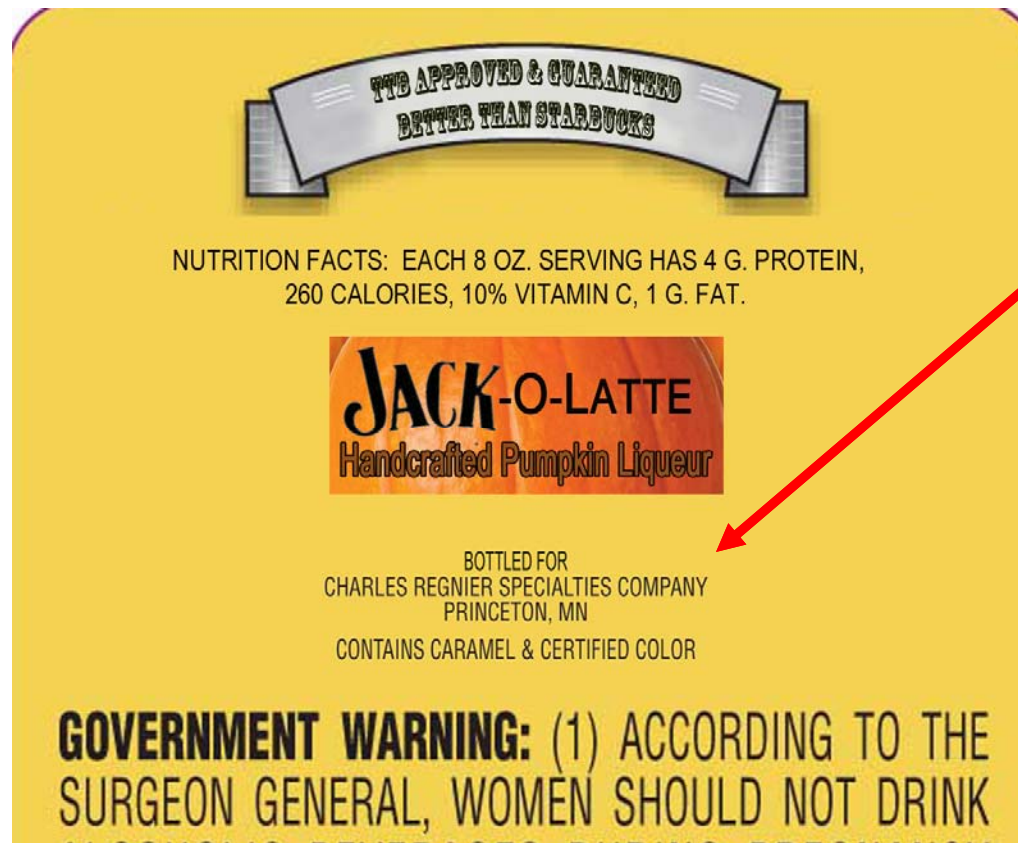 TTB APPROVED & GUARANTEED
BETTER THAN STARBUCKS
NUTRITION FACTS: EACH 8 OZ. SERVING HAS 4 G. PROTEIN,
260 CALORIES, 10% VITAMIN C, 1 G. FAT.
JACK-O-LATTE
Handcrafted Pumpkin Liqueur
BOTTLED FOR
CHARLES REGNIER SPECIALTIES COMPANY
PRINCETON, MN
CONTAINS CARAMEL & CERTIFIED COLOR
GOVERNMENT WARNING: (1) ACCORDING TO THE
SURGEON GENERAL, WOMEN SHOULD NOT DRINK